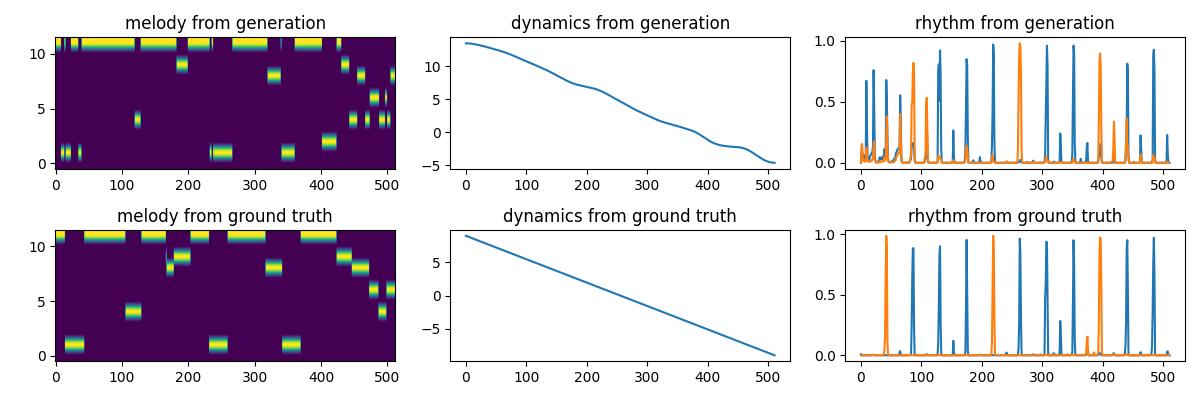 melody from generation
dynamics from generation
rhythm from generation
10
5
0
0 100 200 300 400 500
10
5
0
−5
0 100 200 300 400 500
1.0
0.5
0.0
0 100 200 300 400 500
melody from ground truth
dynamics from ground truth
rhythm from ground truth
10
5
0
0 100 200 300 400 500
5
0
−5
0 100 200 300 400 500
1.0
0.5
0.0
0 100 200 300 400 500